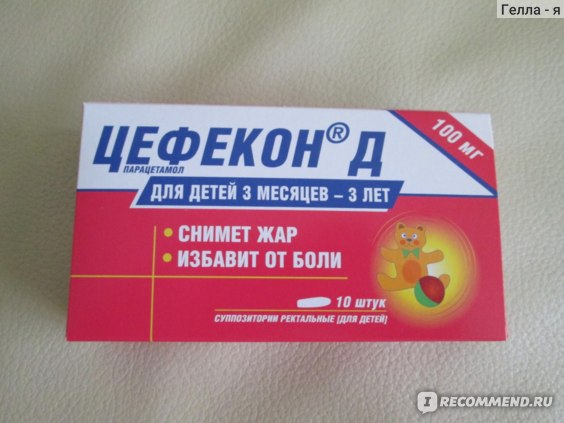 Гелла - я
ЦЕФЕКОН® Д
ПАРАЦЕТАМОЛ
100 мг
ДЛЯ ДЕТЕЙ 3 МЕСЯЦЕВ – 3 ЛЕТ
• СНИМЕТ ЖАР
• ИЗБАВИТ ОТ БОЛИ
10 штук
СУППОЗИТОРИИ РЕКТАЛЬНЫЕ [ДЛЯ ДЕТЕЙ]
IRECOMMEND.RU